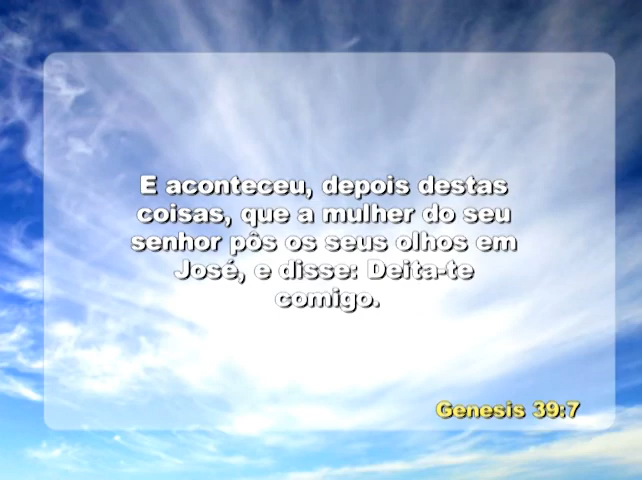 E aconteceu, depois destas
coisas, que a mulher do seu
senhor pôs os seus olhos em
José, e disse: Deita-te
comigo.
Genesis 39:7